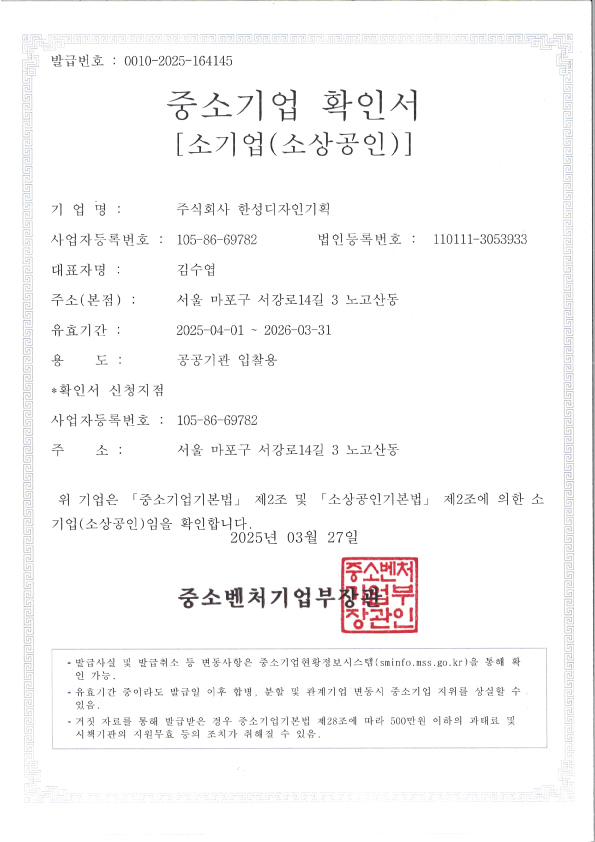 발급번호 : 0010-2025-164145
중소기업 확인서
[소기업(소상공인)]
기 업 명 : 주식회사 한성디자인기획
사업자등록번호 : 105-86-69782 법인등록번호 : 110111-3053933
대표자명 : 김수엽
주소(본점) : 서울 마포구 서강로14길 3 노고산동
유효기간 : 2025-04-01 ~ 2026-03-31
용 도 : 공공기관 입찰용
*확인서 신청지점
사업자등록번호 : 105-86-69782
주 소 : 서울 마포구 서강로14길 3 노고산동
위 기업은 「중소기업기본법」 제2조 및 「소상공인기본법」 제2조에 의한 소
기업(소상공인)임을 확인합니다.
2025년 03월 27일
중소벤처기업부장관
중소벤처
기업부
장관인
- 발급사실 및 발급취소 등 변동사항은 중소기업현황정보시스템(sminfo.mss.go.kr)을 통해 확
인 가능.
- 유효기간 중이라도 발급일 이후 합병, 분할 및 관계기업 변동시 중소기업 지위를 상실할 수
있음.
- 거짓 자료를 통해 발급받은 경우 중소기업기본법 제28조에 따라 500만원 이하의 과태료 및
시책기관의 지원무효 등의 조치가 취해질 수 있음.